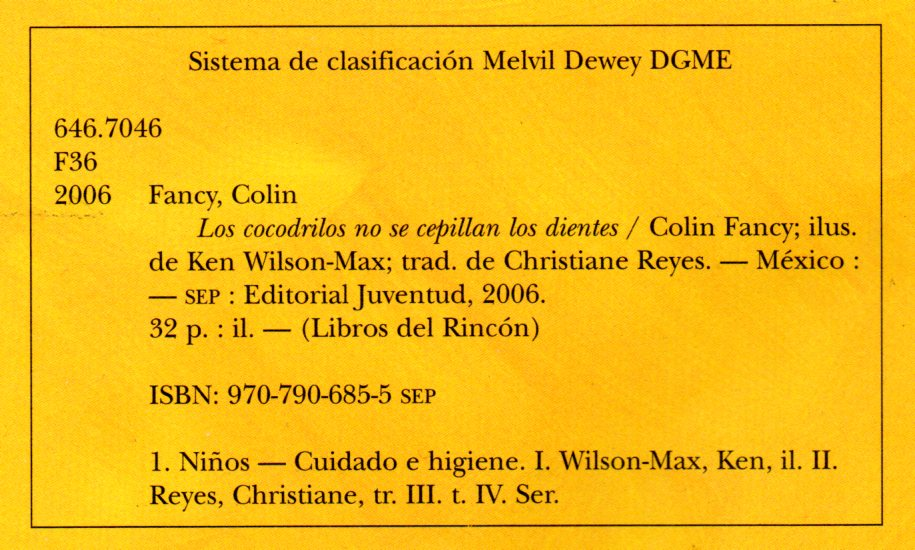 Sistema de clasificación Melvil Dewey DGME
646.7046
F36
2006 Fancy, Colin
Los cocodrilos no se cepillan los dientes / Colin Fancy; ilus.
de Ken Wilson-Max; trad. de Christiane Reyes. — México :
— SEP : Editorial Juventud, 2006.
32 p. : il. — (Libros del Rincón)
ISBN: 970-790-685-5 SEP
1. Niños — Cuidado e higiene. I. Wilson-Max, Ken, il. II.
Reyes, Christiane, tr. III. t. IV. Ser.